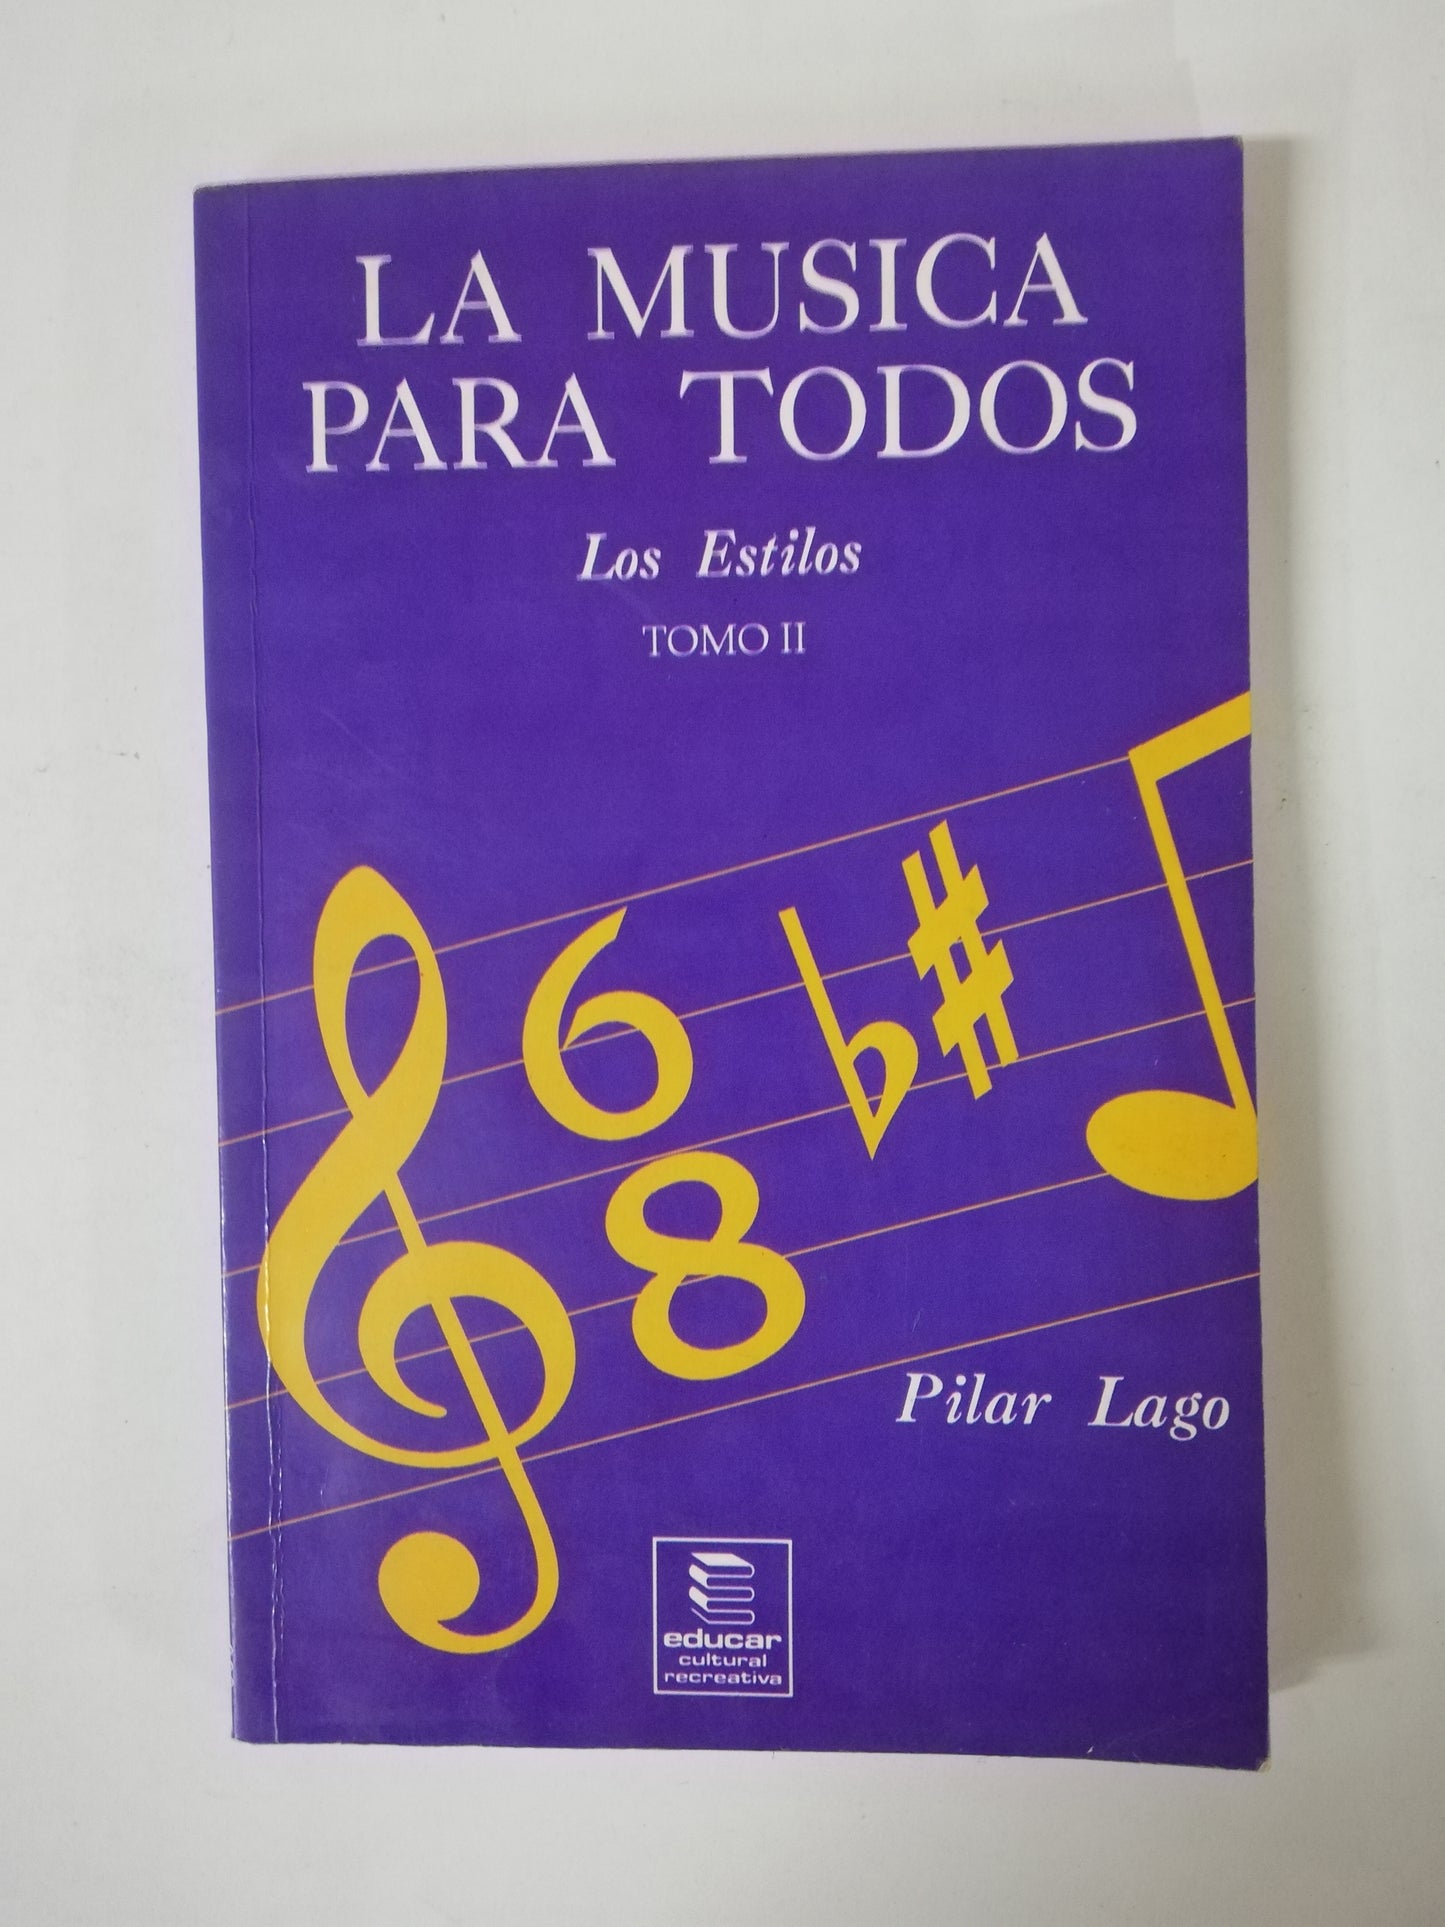 LA MUSICA
PARA TODOS
Los Estilos
TOMO II
6
8
Pilar Lago
educar
cultural
recreativa